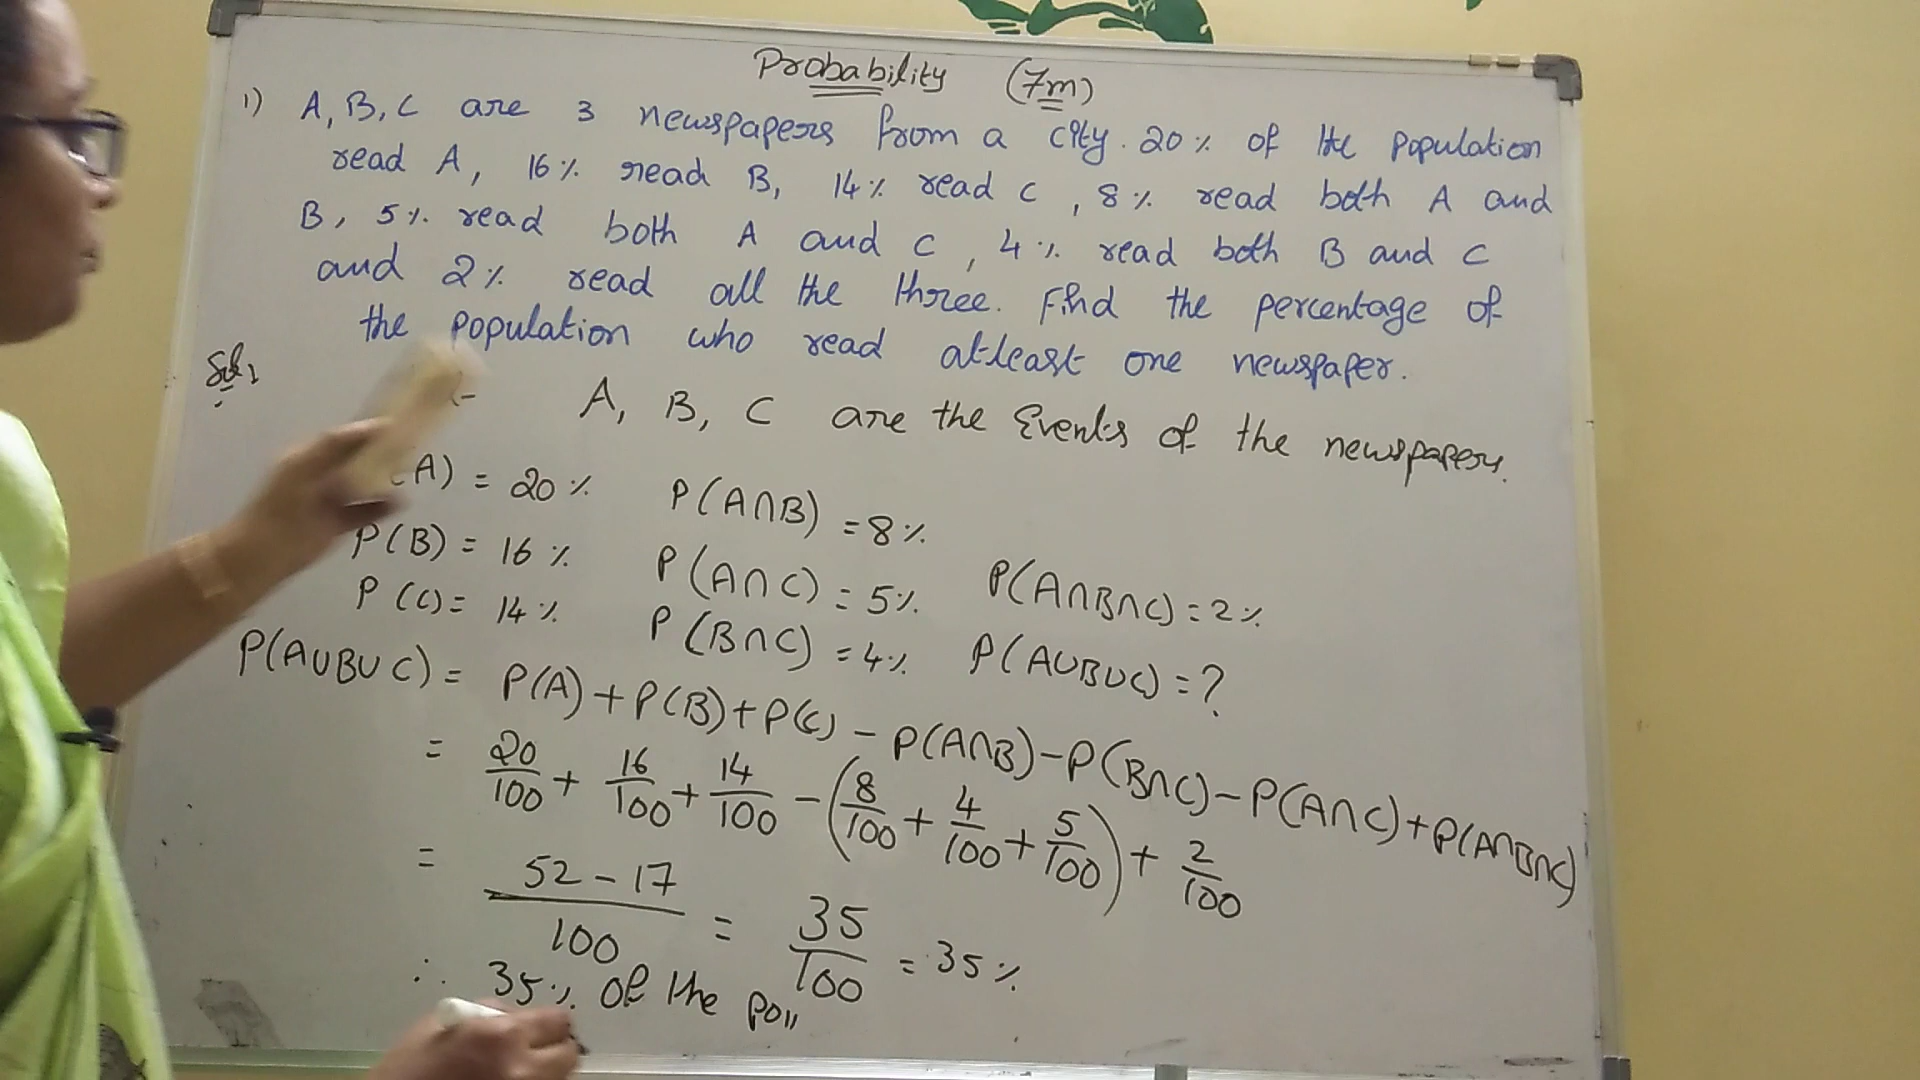 Probability (7m)
1) A, B, C are 3 newspapers from a city. 20% of the population
read A, 16% read B, 14% read C, 8% read both A and
B, 5% read both A and C, 4% read both B and C
and 2% read all the three. Find the percentage of
the population who read atleast one newspaper.
Sol:
A, B, C are the Events of the newspapers.
(A) = 20% P(A∩B) = 8%
P(B) = 16% P(A∩C) = 5% P(A∩B∩C) = 2%
P(C) = 14% P(B∩C) = 4% P(A∪B∪C) = ?
P(A∪B∪C) = P(A) + P(B) + P(C) - P(A∩B) - P(B∩C) - P(A∩C) + P(A∩B∩C)
= 20/100 + 16/100 + 14/100 - (8/100 + 4/100 + 5/100) + 2/100
= 52 - 17/100 = 35/100 = 35%
∴ 35% of the